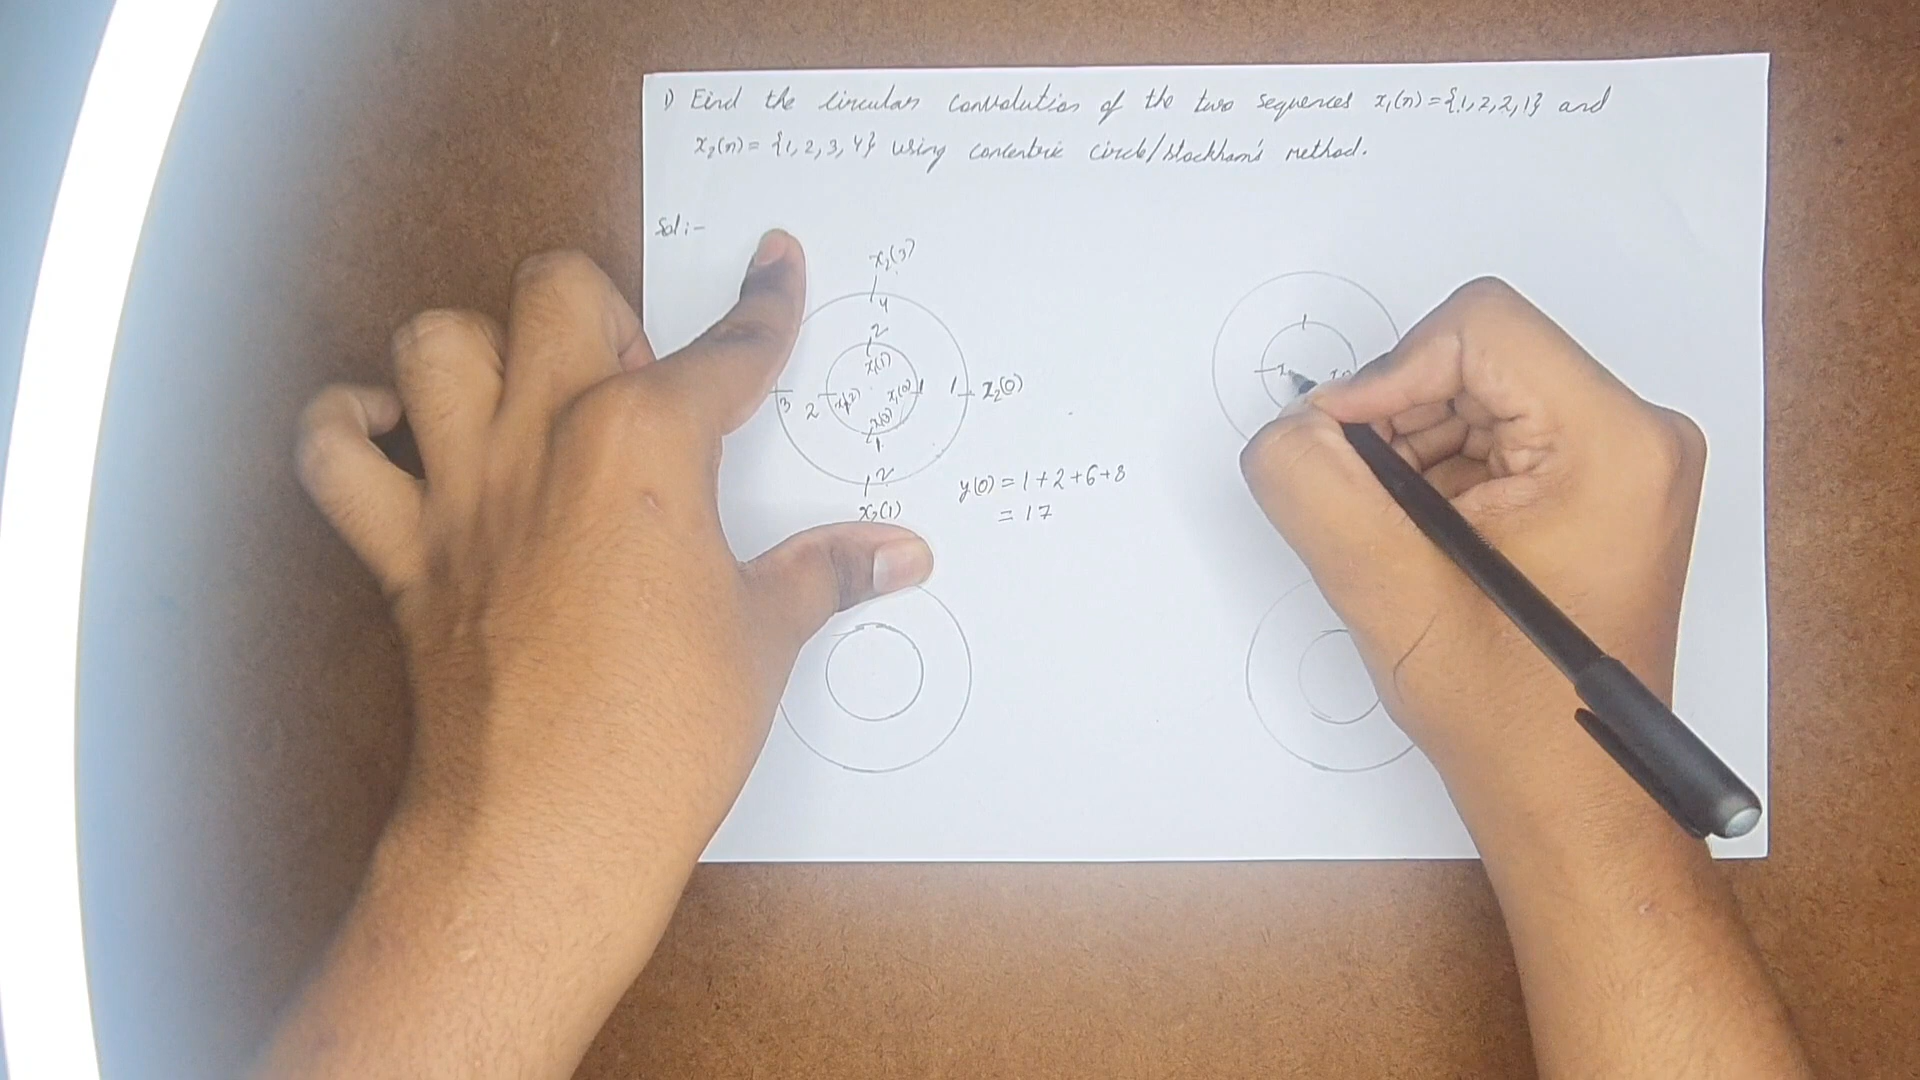 1) Find the circular convolution of the two sequences x₁(n) = {1, 2, 2, 1} and
x₂(n) = {1, 2, 3, 4} using concentric circle/stockham's method.
Sol :-
x₂(3)
4
2
x₁(1)
3 2 x₁(2) x₁(0) 1 1 x₂(0)
x₁(3)
1
2
x₂(1)
y(0) = 1 + 2 + 6 + 8
= 17